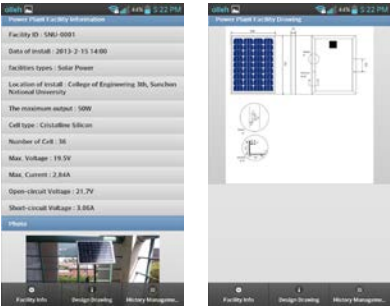 olleh 44% 5:22 PM
Power Plant Facility Information
Facility ID : SNU-0001
Date of install : 2013-2-15 14:00
facilities types : Solar Power
Location of install : College of Engineering 3th, Sunchon
National University
The maximum output : 50W
Cell type : Cristalline Silicon
Number of Cell : 36
Max. Voltage : 19.5V
Max. Current : 2.84A
Open-circuit Voltage : 21.7V
Short-circuit Voltage : 3.06A
Photo
Facility Info Design Drawing History Manageme..
olleh 44% 5:22 PM
Power Plant Facility Drawing
Facility Info Design Drawing History Manageme..